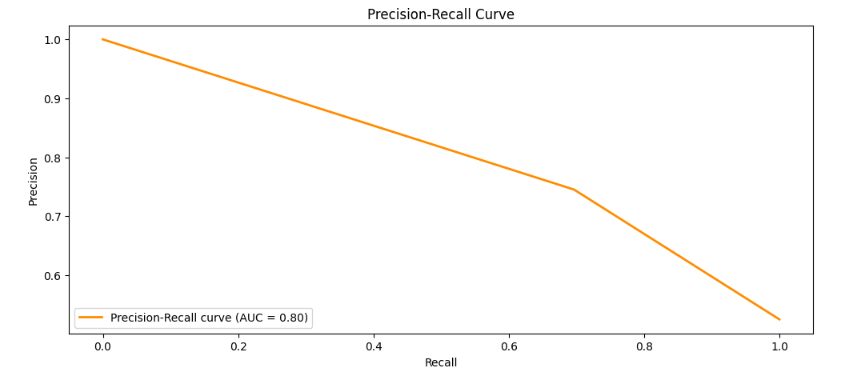 Precision-Recall Curve
1.0
0.9
0.8
0.7
0.6
Precision
Precision-Recall curve (AUC = 0.80)
0.0 0.2 0.4 0.6 0.8 1.0
Recall